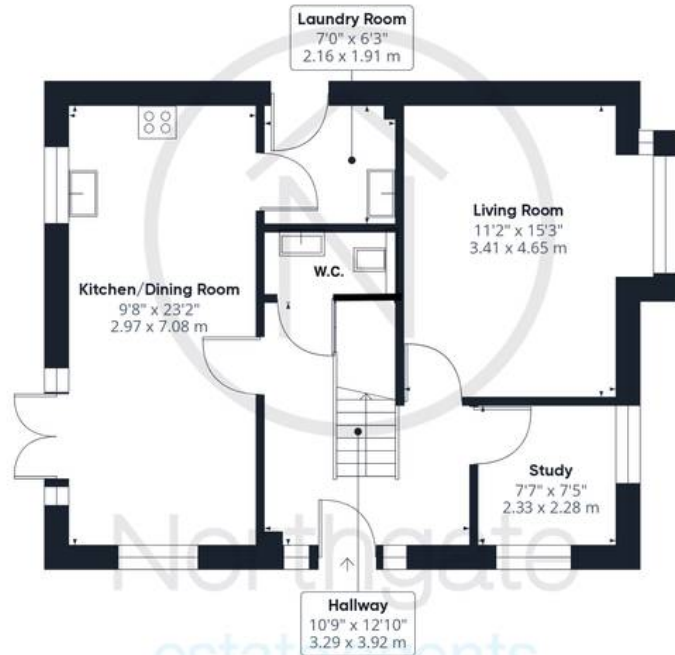 Laundry Room
7'0" x 6'3"
2.16 x 1.91 m
Living Room
11'2" x 15'3"
3.41 x 4.65 m
W.C.
Kitchen/Dining Room
9'8" x 23'2"
2.97 x 7.08 m
Study
7'7" x 7'5"
2.33 x 2.28 m
Northgate
Hallway
10'9" x 12'10"
3.29 x 3.92 m
estate agents